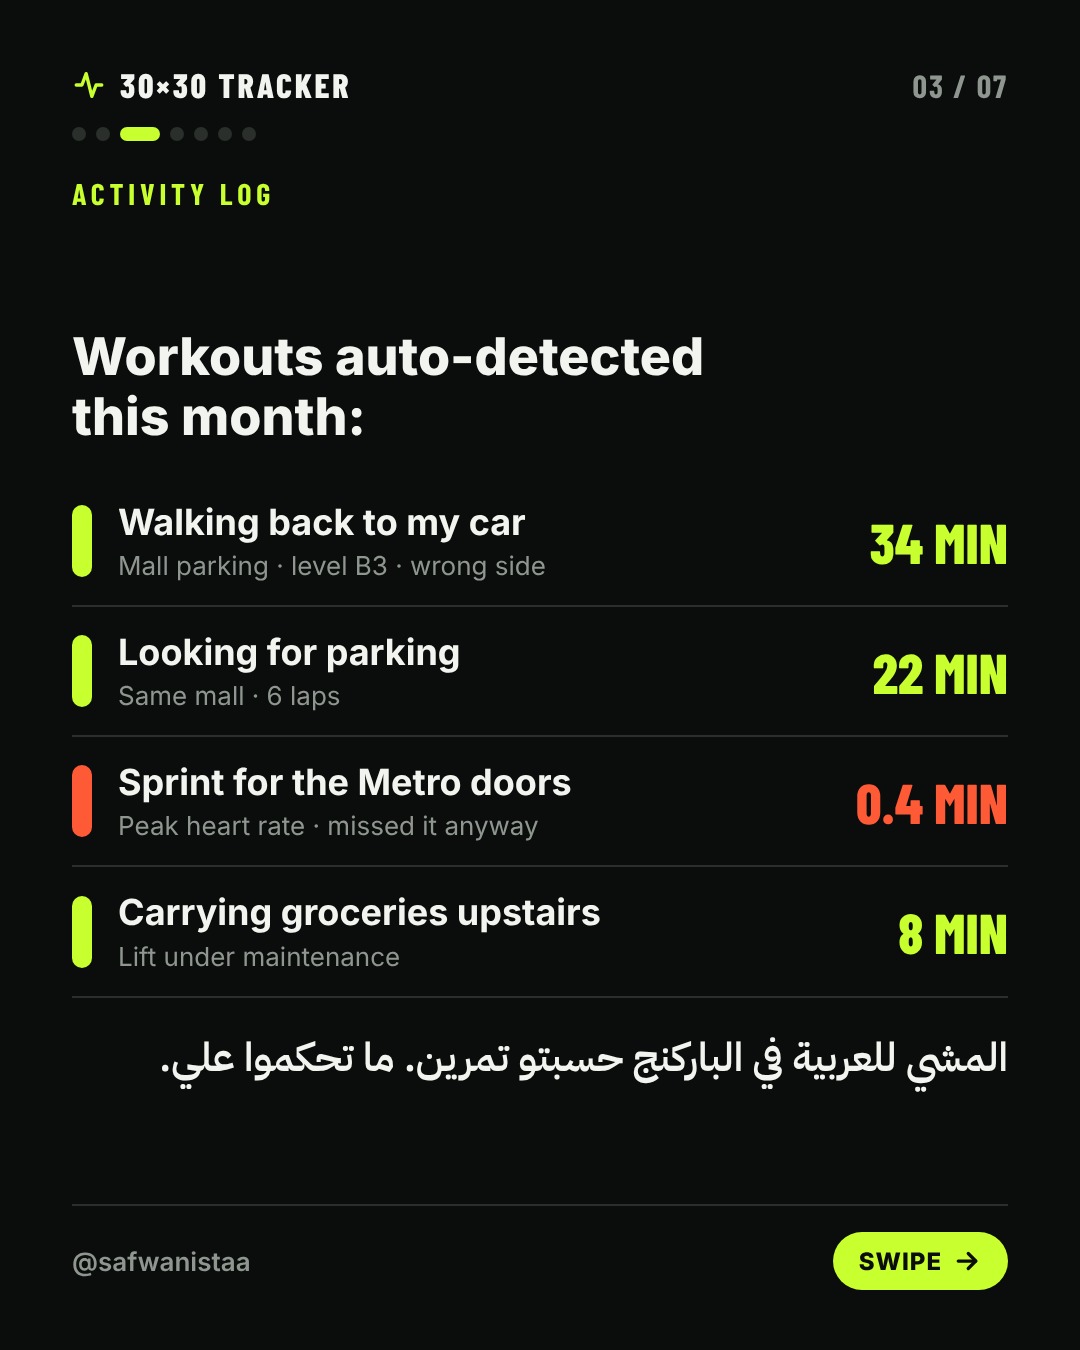 30×30 TRACKER
03 / 07
ACTIVITY LOG
Workouts auto-detected
this month:
Walking back to my car
Mall parking · level B3 · wrong side
34 MIN
Looking for parking
Same mall · 6 laps
22 MIN
Sprint for the Metro doors
Peak heart rate · missed it anyway
0.4 MIN
Carrying groceries upstairs
Lift under maintenance
8 MIN
المشي للعربية في الباركنج حسبتو تمرين. ما تحكموا علي.
@safwanistaa
SWIPE →